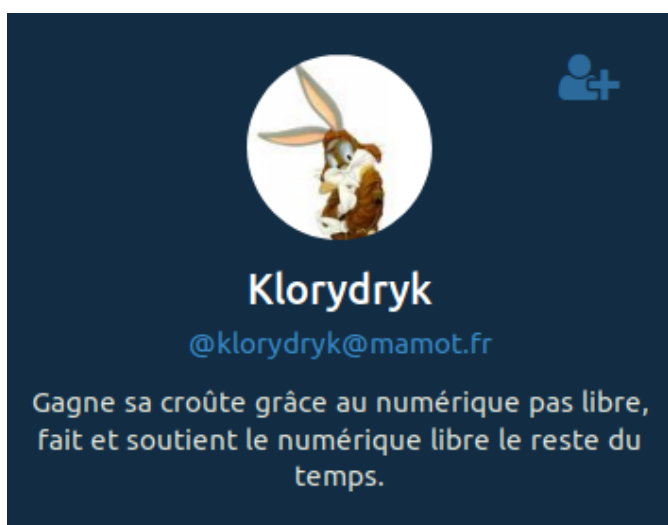 Klorydryk
@klorydryk@mamot.fr
Gagne sa croûte grâce au numérique pas libre,
fait et soutient le numérique libre le reste du
temps.